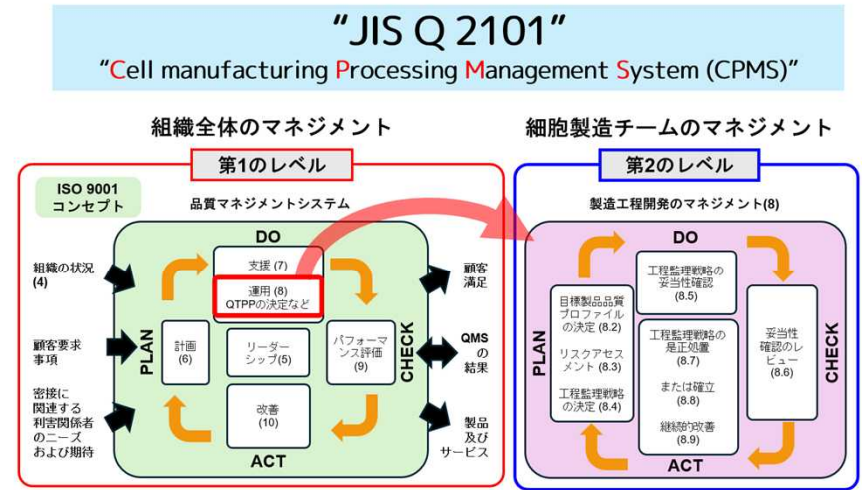 “JIS Q 2101”
“Cell manufacturing Processing Management System (CPMS)”
組織全体のマネジメント
第1のレベル
ISO 9001
コンセプト
品質マネジメントシステム
DO
支援 (7)
運用 (8)
QTPPの決定など
PLAN
計画
(6)
リーダー
シップ(5)
パフォーマ
ンス評価
(9)
CHECK
改善
(10)
ACT
組織の状況
(4)
顧客要求
事項
密接に
関連する
利害関係者
のニーズ
および期待
顧客
満足
QMS
の
結果
製品
及び
サービス
細胞製造チームのマネジメント
第2のレベル
製造工程開発のマネジメント(8)
DO
工程監理戦略の
妥当性確認
(8.5)
PLAN
目標製品品質
プロファイル
の決定 (8.2)
リスクアセス
メント (8.3)
工程監理戦略
の決定 (8.4)
工程監理戦略の
是正処置
(8.7)
または確立
(8.8)
継続的改善
(8.9)
妥当性
確認のレ
ビュー
(8.6)
CHECK
ACT